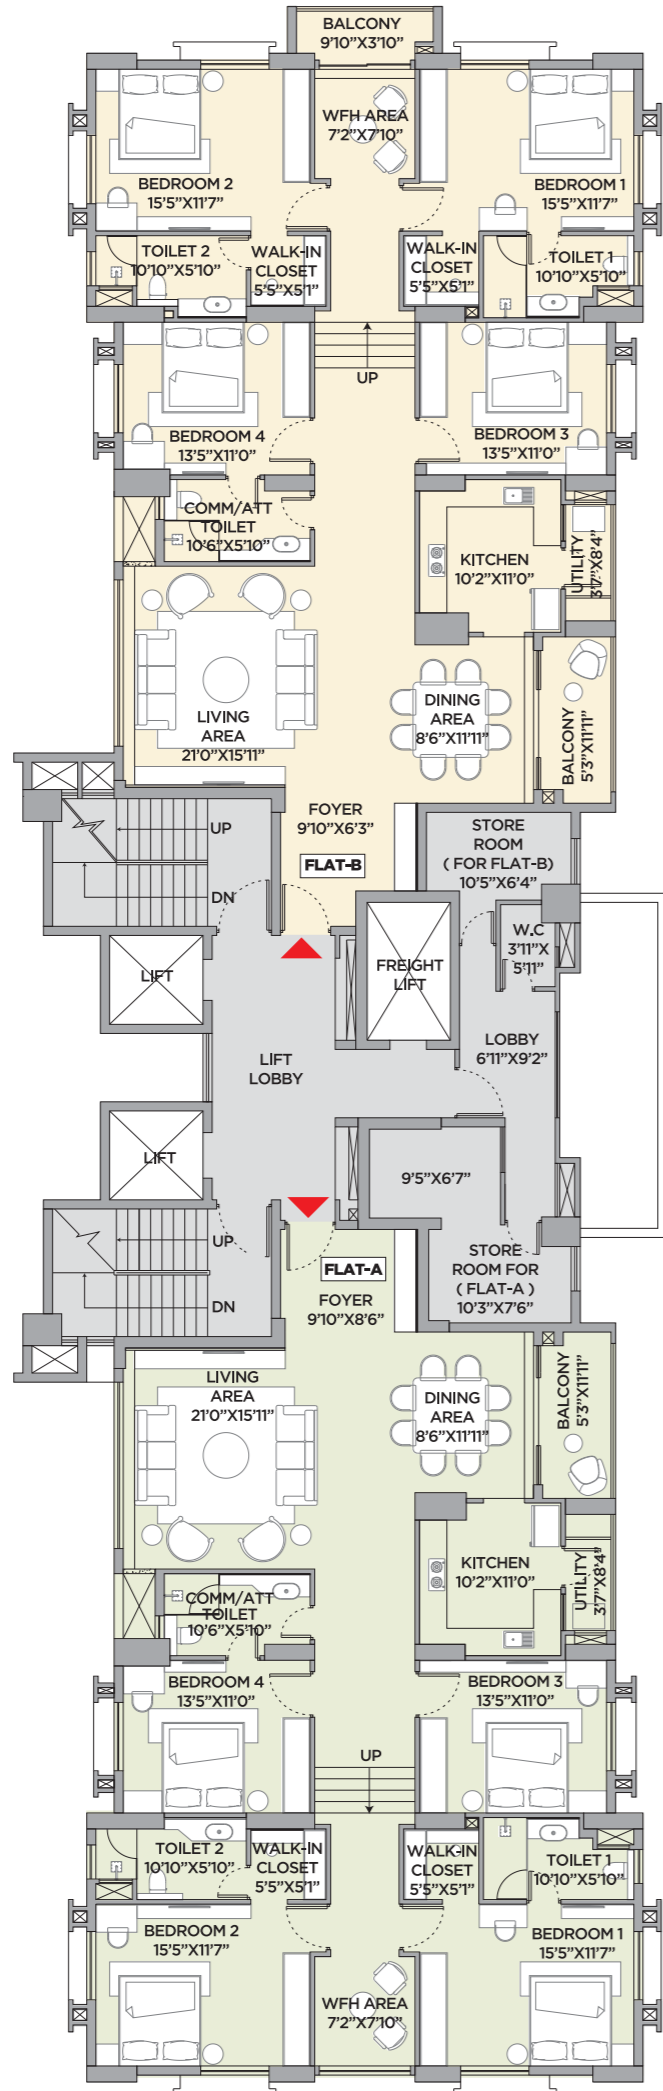 BALCONY
9'10"X3'10"
WFH AREA
7'2"X7'10"
BEDROOM 2
15'5"X11'7"
BEDROOM 1
15'5"X11'7"
TOILET 2
10'10"X5'10"
WALK-IN
CLOSET
5'5"X5'1"
WALK-IN
CLOSET
5'5"X5'1"
TOILET 1
10'10"X5'10"
UP
BEDROOM 4
13'5"X11'0"
BEDROOM 3
13'5"X11'0"
COMM/ATT
TOILET
10'6"X5'10"
KITCHEN
10'2"X11'0"
UTILITY
3'7"X8'4"
LIVING
AREA
21'0"X15'11"
DINING
AREA
8'6"X11'11"
BALCONY
5'3"X11'11"
FOYER
9'10"X6'3"
FLAT-B
UP
DN
STORE
ROOM
( FOR FLAT-B)
10'5"X6'4"
W.C
3'11"X
5'11"
LIFT
FREIGHT
LIFT
LIFT
LOBBY
LOBBY
6'11"X9'2"
LIFT
9'5"X6'7"
UP
DN
STORE
ROOM FOR
( FLAT-A )
10'3"X7'6"
FLAT-A
FOYER
9'10"X8'6"
LIVING
AREA
21'0"X15'11"
DINING
AREA
8'6"X11'11"
BALCONY
5'3"X11'11"
KITCHEN
10'2"X11'0"
UTILITY
3'7"X8'4"
COMM/ATT
TOILET
10'6"X5'10"
BEDROOM 4
13'5"X11'0"
BEDROOM 3
13'5"X11'0"
UP
TOILET 2
10'10"X5'10"
WALK-IN
CLOSET
5'5"X5'1"
WALK-IN
CLOSET
5'5"X5'1"
TOILET 1
10'10"X5'10"
BEDROOM 2
15'5"X11'7"
BEDROOM 1
15'5"X11'7"
WFH AREA
7'2"X7'10"